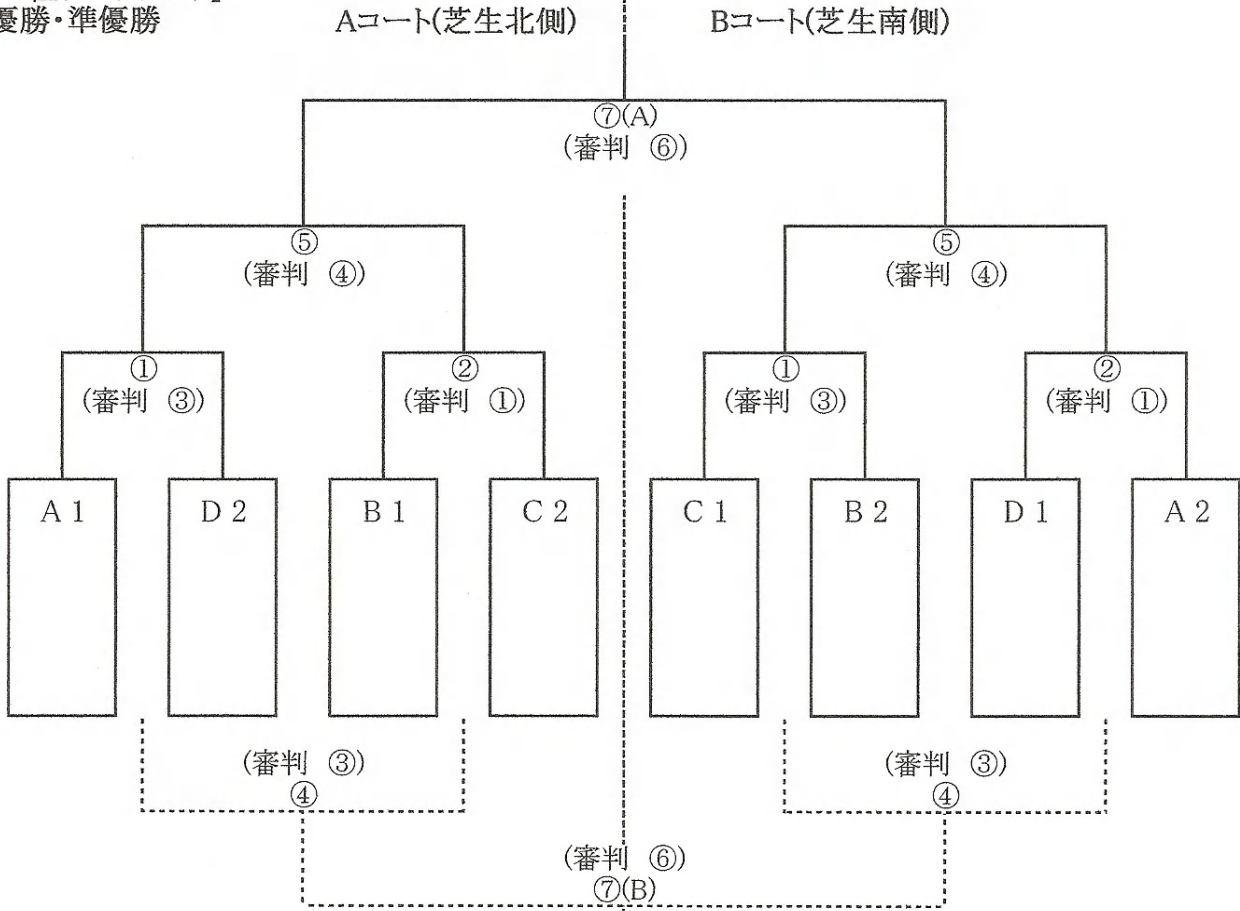 優勝・準優勝
Aコート(芝生北側)
Bコート(芝生南側)
⑦(A)
(審判 ⑥)
⑤
(審判 ④)
⑤
(審判 ④)
①
(審判 ③)
②
(審判 ①)
①
(審判 ③)
②
(審判 ①)
A 1
D 2
B 1
C 2
C 1
B 2
D 1
A 2
(審判 ③)
④
(審判 ③)
④
(審判 ⑥)
⑦(B)